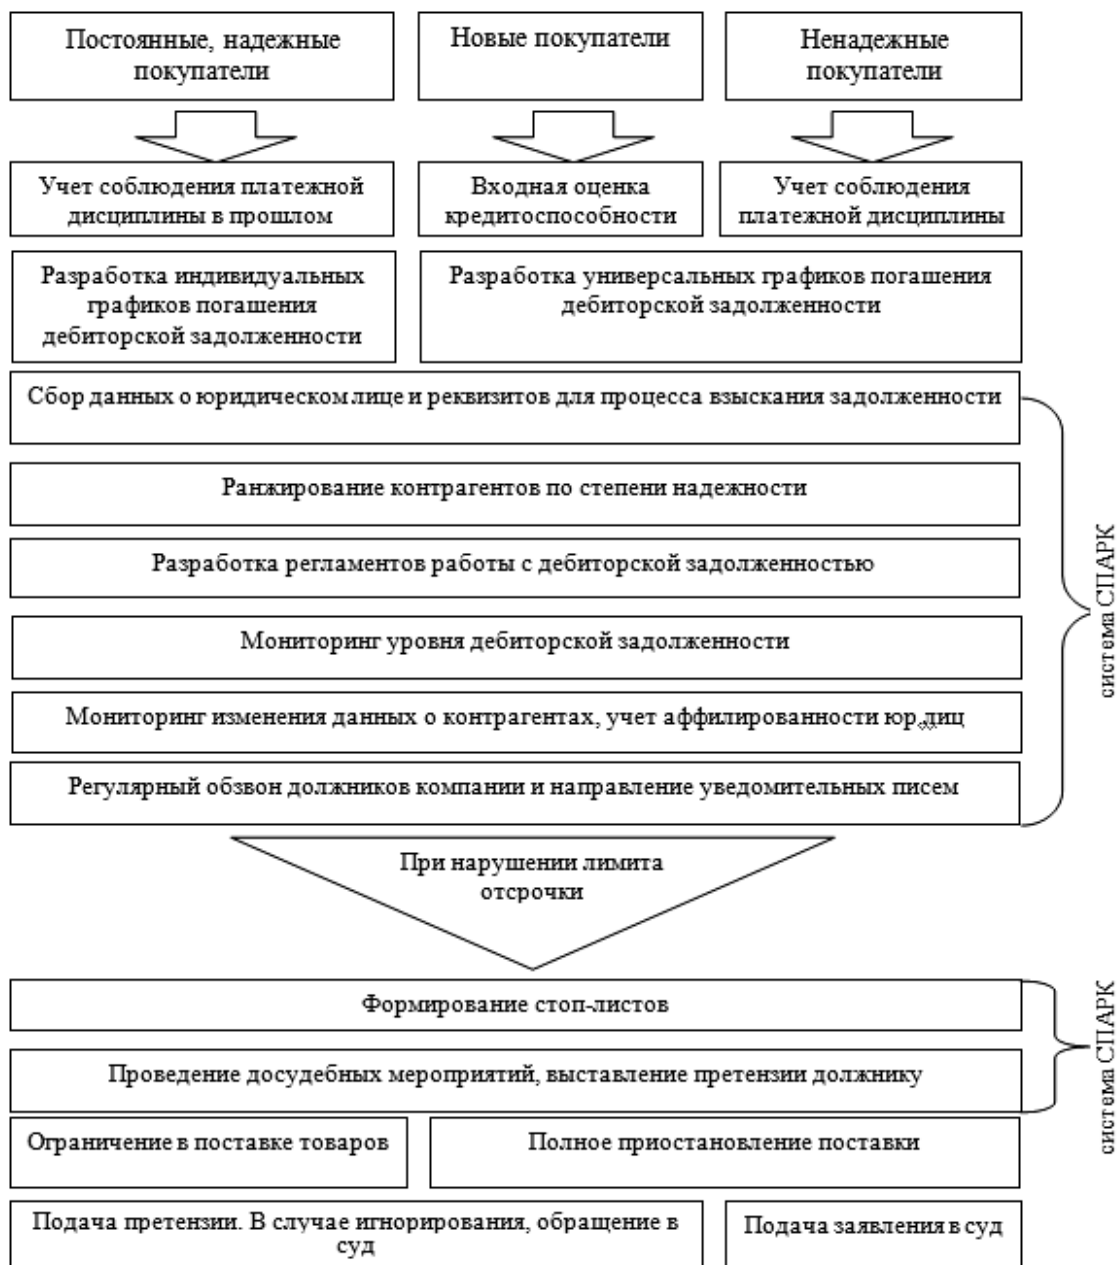 Постоянные, надежные
покупатели
Новые покупатели
Ненадежные
покупатели
Учет соблюдения платежной
дисциплины в прошлом
Входная оценка
кредитоспособности
Учет соблюдения
платежной дисциплины
Разработка индивидуальных
графиков погашения
дебиторской задолженности
Разработка универсальных графиков погашения
дебиторской задолженности
Сбор данных о юридическом лице и реквизитов для процесса взыскания задолженности
Ранжирование контрагентов по степени надежности
Разработка регламентов работы с дебиторской задолженностью
Мониторинг уровня дебиторской задолженности
Мониторинг изменения данных о контрагентах, учет аффилированности юр.лиц
Регулярный обзвон должников компании и направление уведомительных писем
система СПАРК
При нарушении лимита
отсрочки
Формирование стоп-листов
Проведение досудебных мероприятий, выставление претензии должнику
система СПАРК
Ограничение в поставке товаров
Полное приостановление поставки
Подача претензии. В случае игнорирования, обращение в
суд
Подача заявления в суд